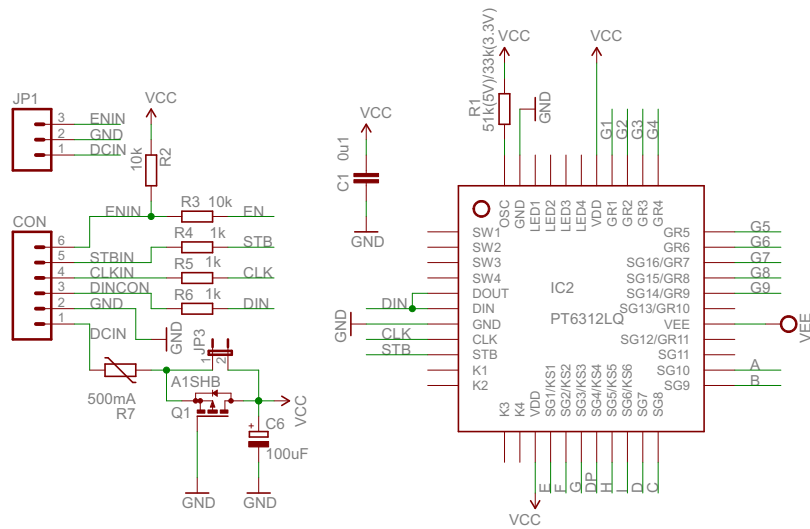 JP1
3 ENIN
2 GND
1 DCIN
VCC
10k
R2
CON
6 ENIN
5 STBIN
4 CLKIN
3 DINCON
2 GND
1 DCIN
R3 10k EN
R4 1k STB
R5 1k CLK
R6 1k DIN
GND
JP3
1 2
500mA
R7
A1SHB
Q1
VCC
+
C6
100uF
GND
GND
VCC
C1 0u1
GND
VCC
R1
51k(5V)/33k(3.3V)
GND
VCC
G1
G2
G3
G4
OSC
GND
LED1
LED2
LED3
LED4
VDD
GR1
GR2
GR3
GR4
SW1
SW2
SW3
SW4
DOUT
DIN DIN
GND GND
CLK CLK
STB STB
K1
K2
IC2
PT6312LQ
GR5 G5
GR6 G6
SG16/GR7 G7
SG15/GR8 G8
SG14/GR9 G9
SG13/GR10
VEE VEE
SG12/GR11
SG11
SG10 A
SG9 B
K3
K4
VDD
SG1/KS1
SG2/KS2
SG3/KS3
SG4/KS4
SG5/KS5
SG6/KS6
SG7
SG8
VCC
E
F
G
DP
H
I
D
C